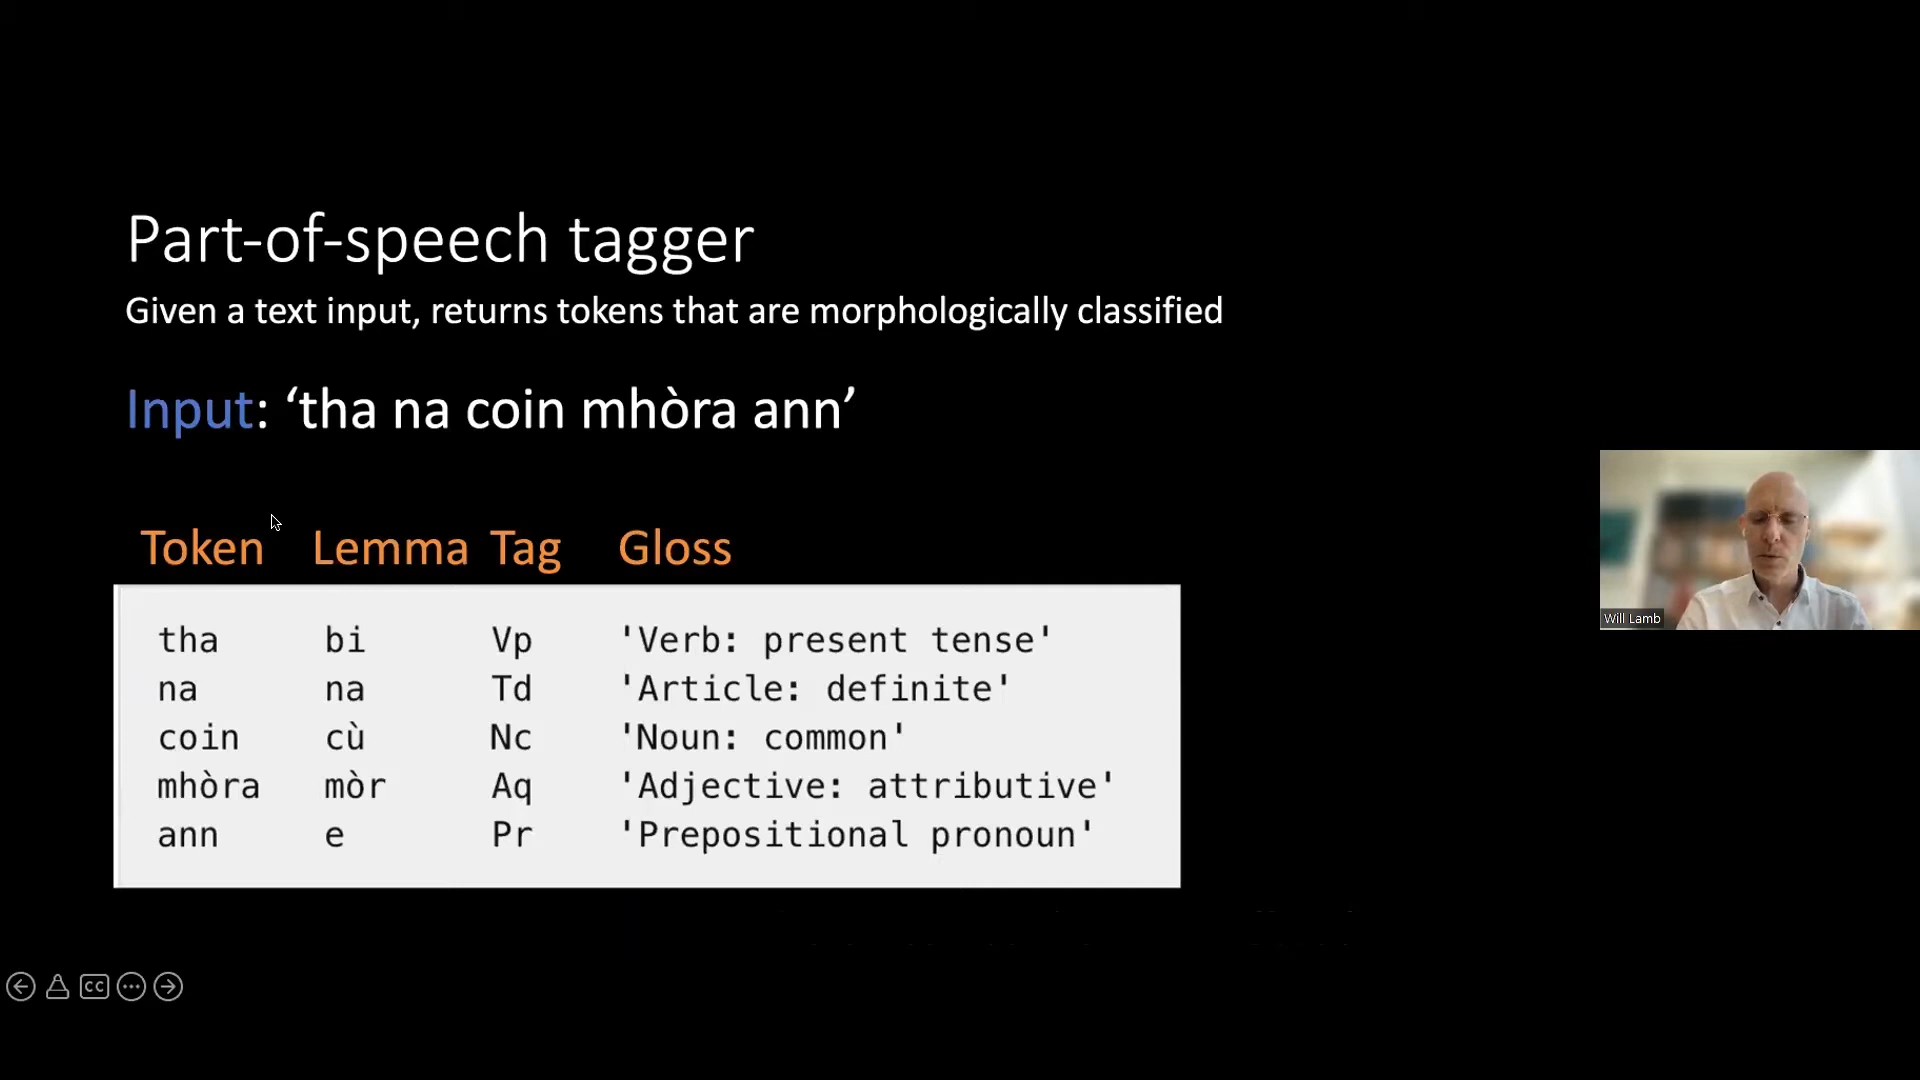 Part-of-speech tagger
Given a text input, returns tokens that are morphologically classified
Input: ‘tha na coin mhòra ann’
Token Lemma Tag Gloss
tha bi Vp 'Verb: present tense'
na na Td 'Article: definite'
coin cù Nc 'Noun: common'
mhòra mòr Aq 'Adjective: attributive'
ann e Pr 'Prepositional pronoun'
Will Lamb
CC